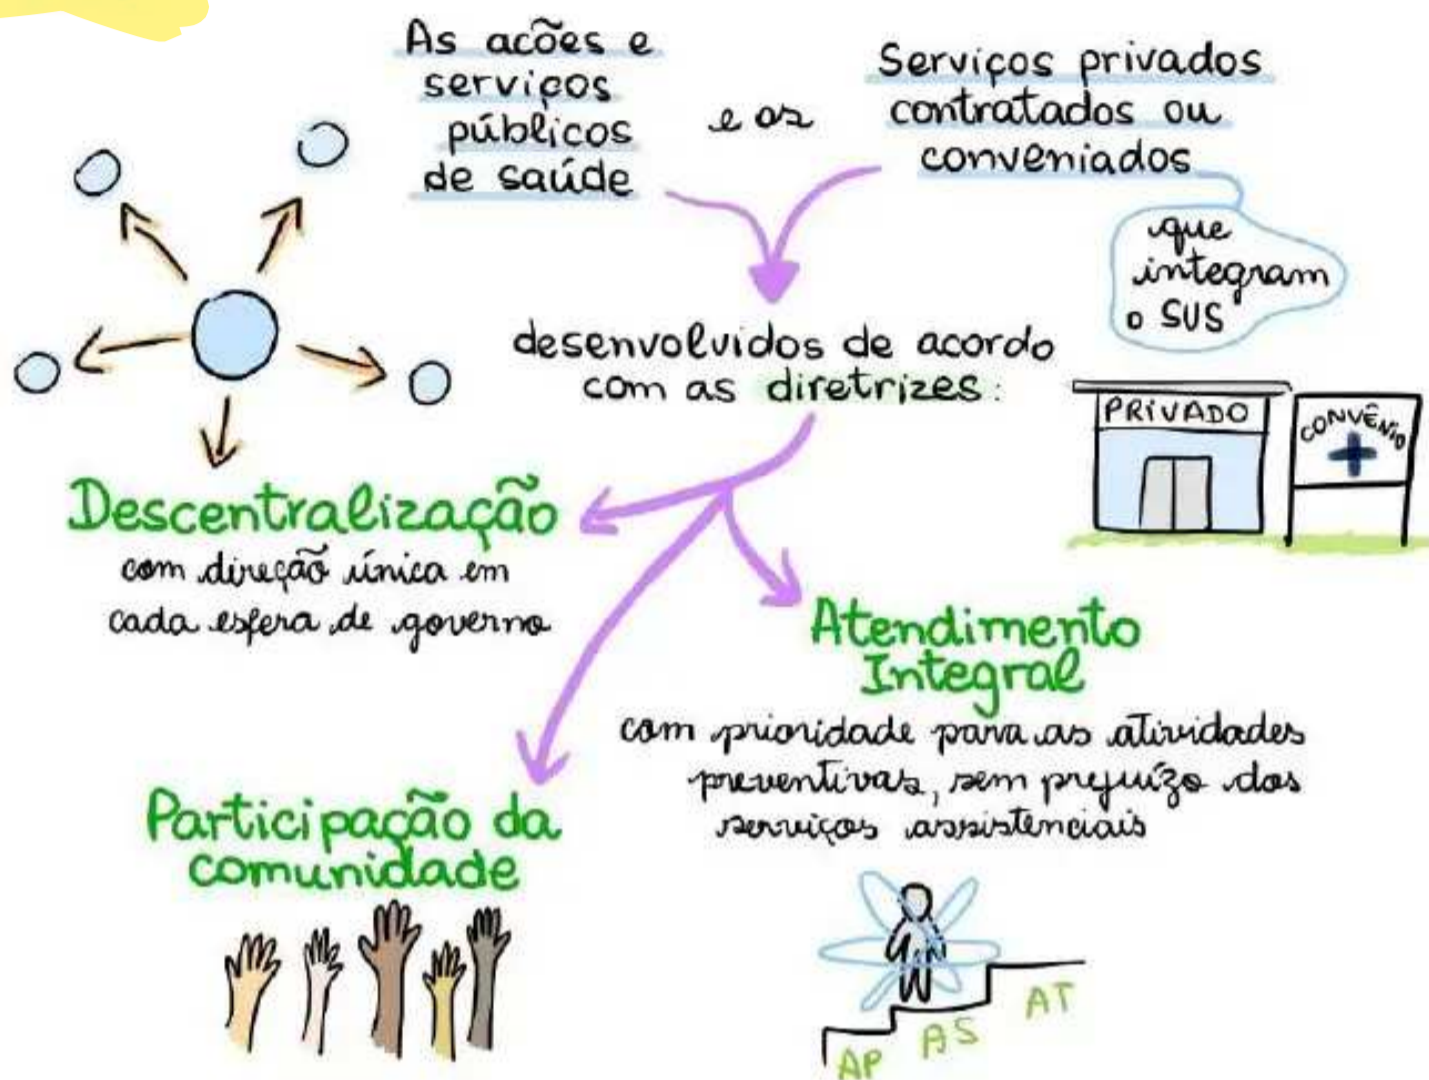 As acões e
serviços
públicos
de saúde
e os
Serviços privados
contratados ou
conveniados
que
integram
o SUS
desenvolvidos de acordo
com as diretrizes:
PRIVADO
CONVÊNIO
Descentralização
com direção única em
cada esfera de governo
Atendimento
Integral
com prioridade para as atividades
preventivas, sem prejuízo dos
serviços assistenciais
Participação da
comunidade
AP
AS
AT